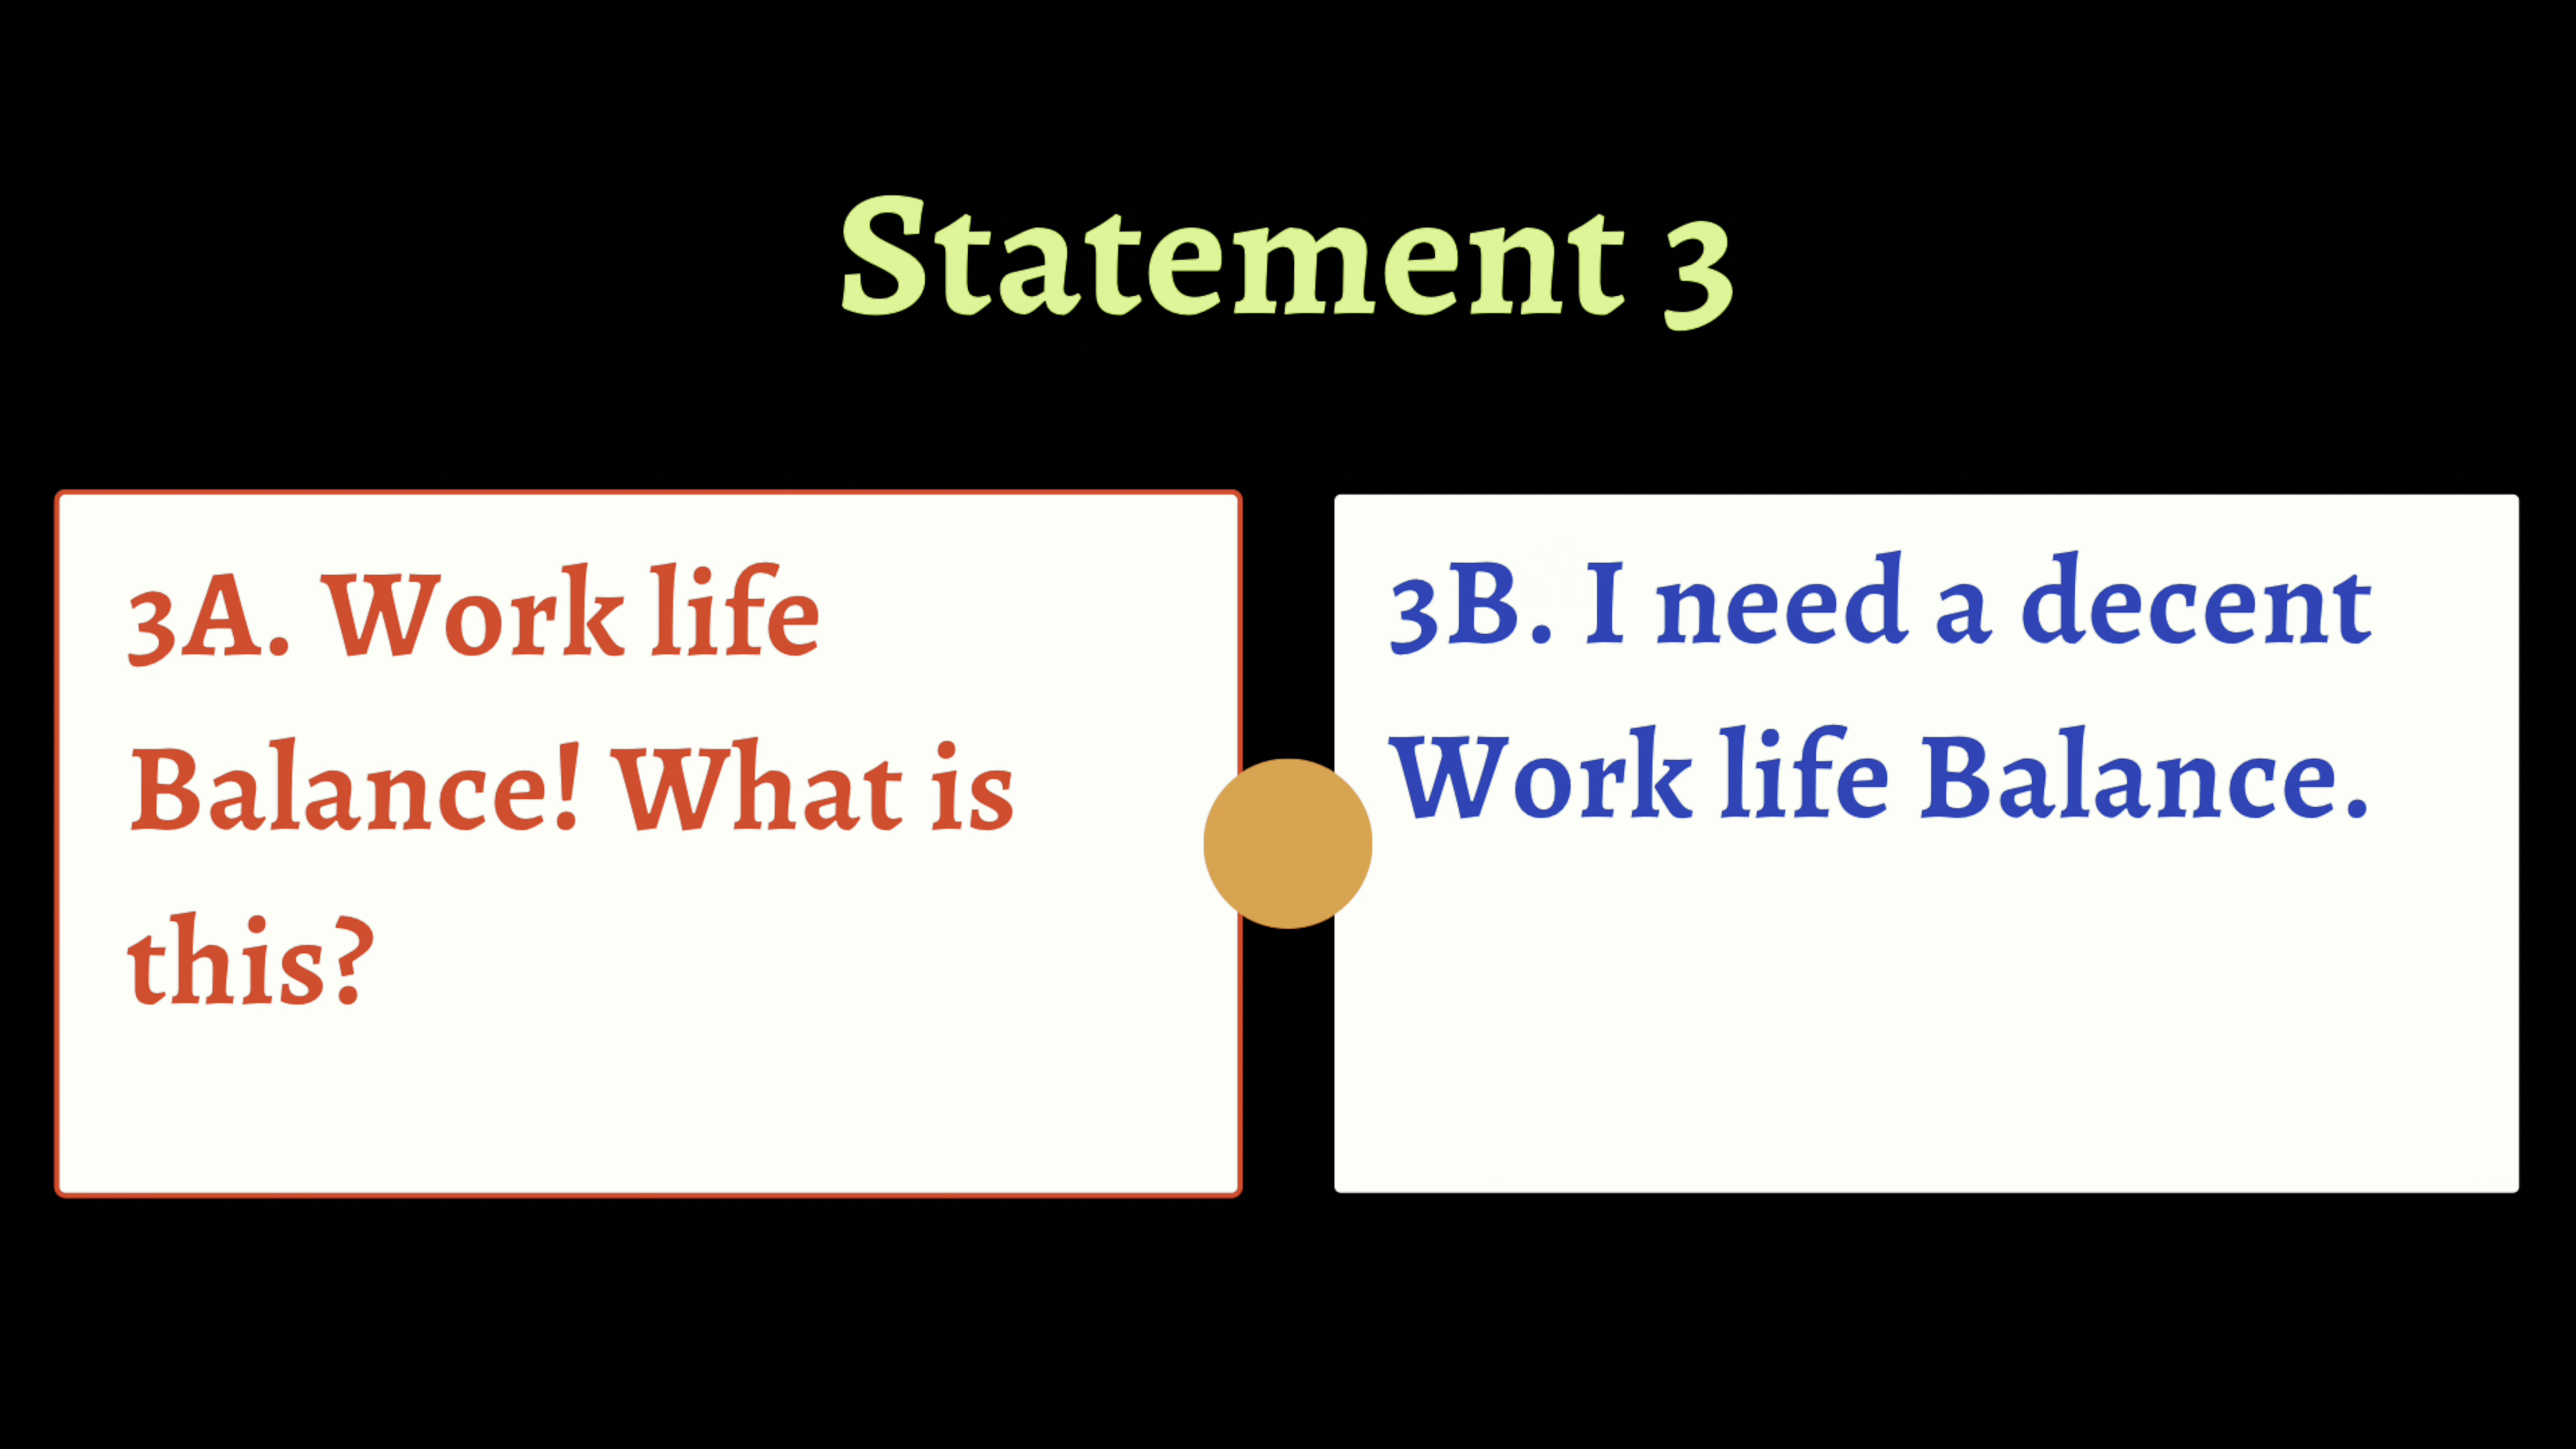 Statement 3
3A. Work life
Balance! What is
this?
3B. I need a decent
Work life Balance.